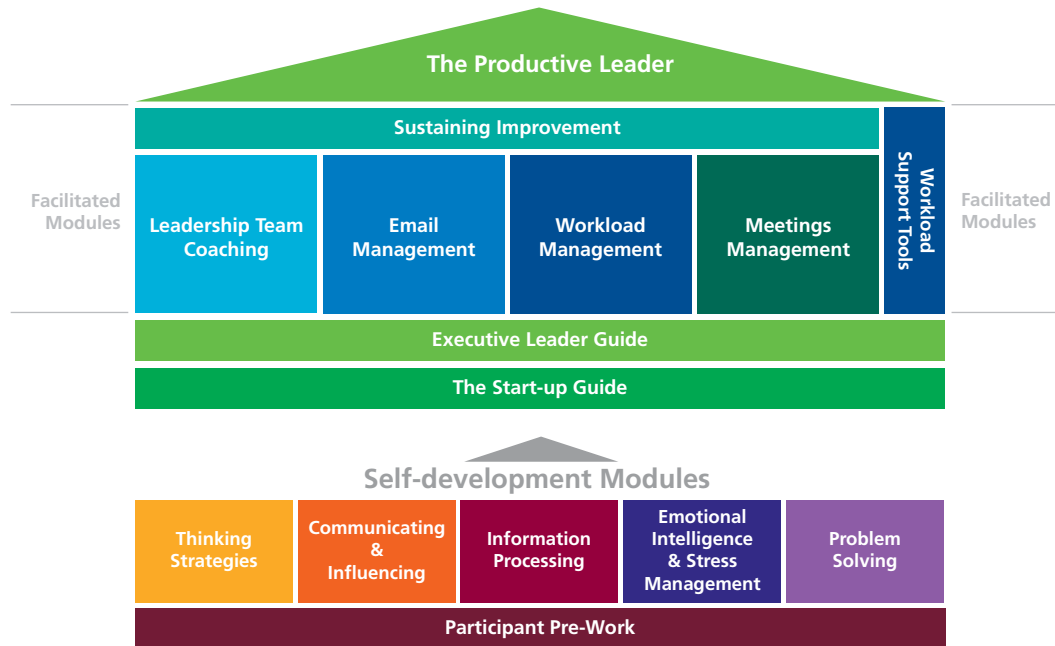 The Productive Leader
Sustaining Improvement
Facilitated
Modules
Leadership Team
Coaching
Email
Management
Workload
Management
Meetings
Management
Workload
Support Tools
Facilitated
Modules
Executive Leader Guide
The Start-up Guide
Self-development Modules
Thinking
Strategies
Communicating
&
Influencing
Information
Processing
Emotional
Intelligence
& Stress
Management
Problem
Solving
Participant Pre-Work